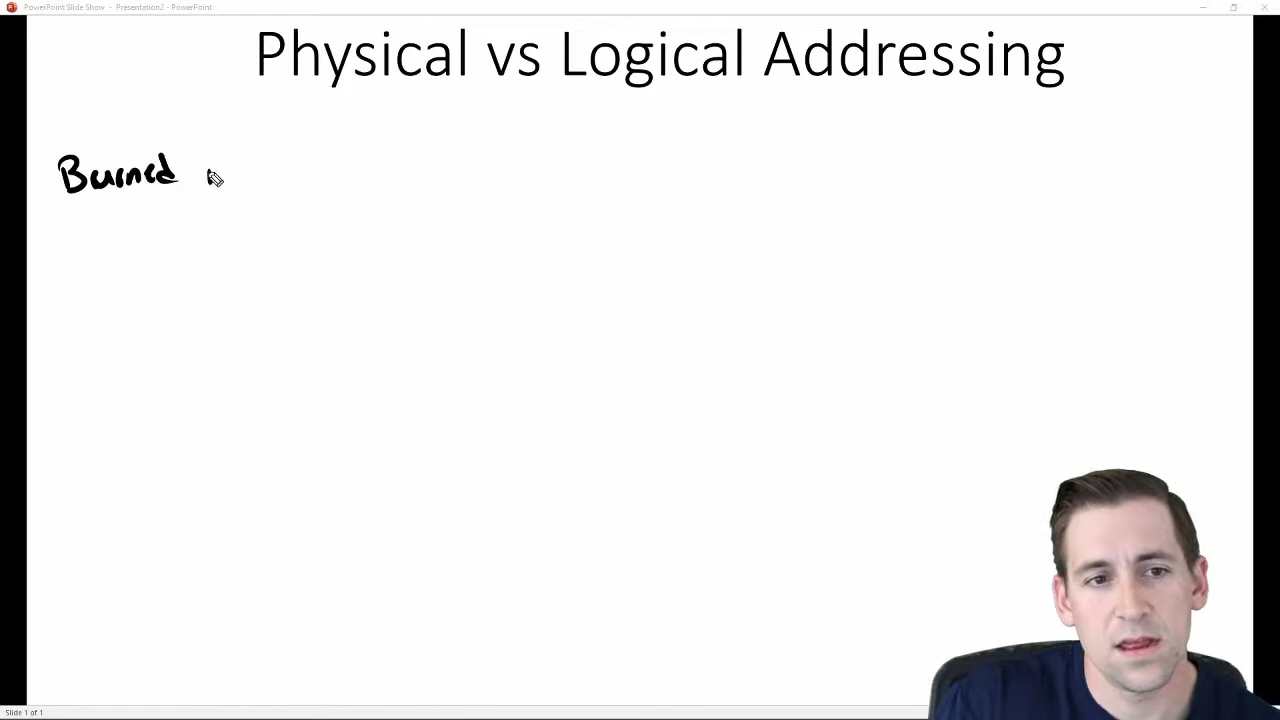 PowerPoint Slide Show - Presentation2 - PowerPoint
Physical vs Logical Addressing
Burned
Slide 1 of 1